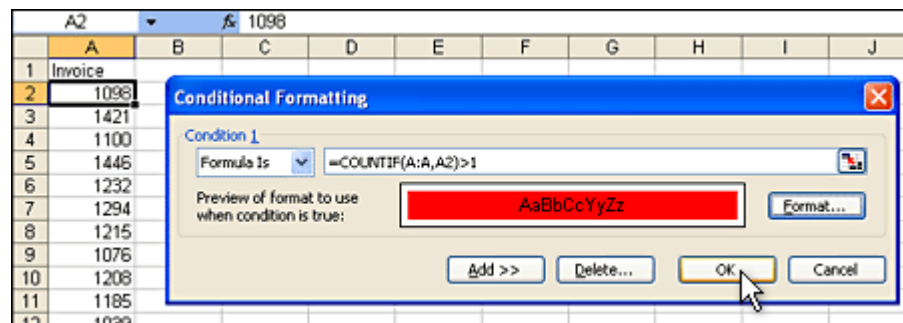 A2 fx 1098
A B C D E F G H I J
1 Invoice
2 1098
Conditional Formatting
3 1421
Condition 1
4 1100
5 1446
Formula Is =COUNTIF(A:A,A2)>1
6 1232
Preview of format to use
when condition is true:
AaBbCcYyZz
Format...
7 1294
8 1215
9 1076
Add >> Delete... OK Cancel
10 1208
11 1185
12 1039